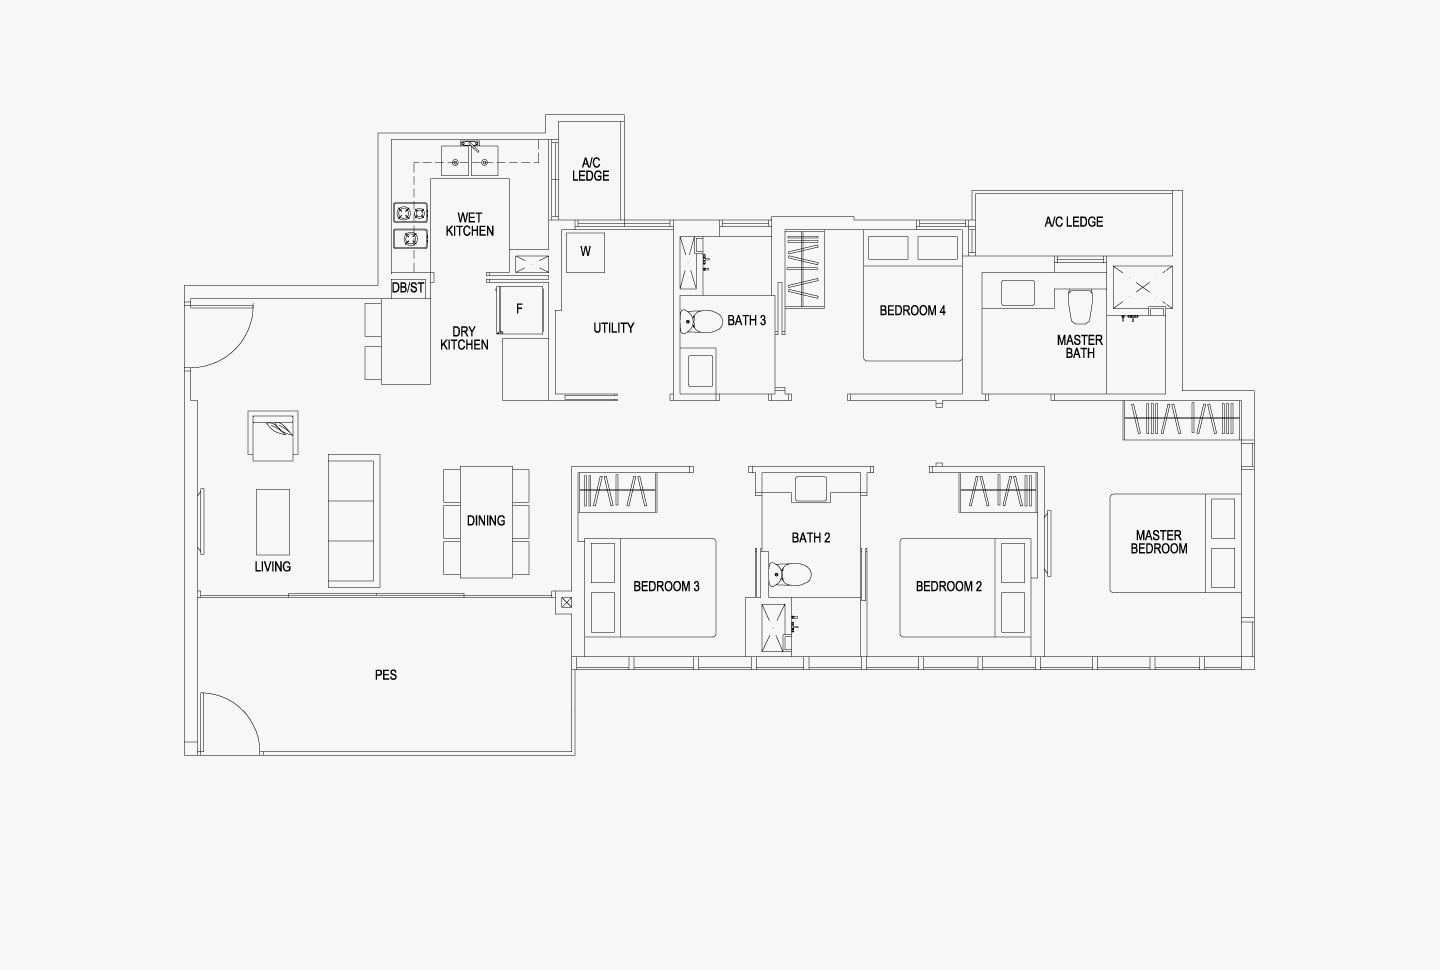 A/C
LEDGE
WET
KITCHEN
A/C LEDGE
W
DB/ST
F
BEDROOM 4
UTILITY
BATH 3
DRY
KITCHEN
MASTER
BATH
DINING
BATH 2
MASTER
BEDROOM
LIVING
BEDROOM 3
BEDROOM 2
PES